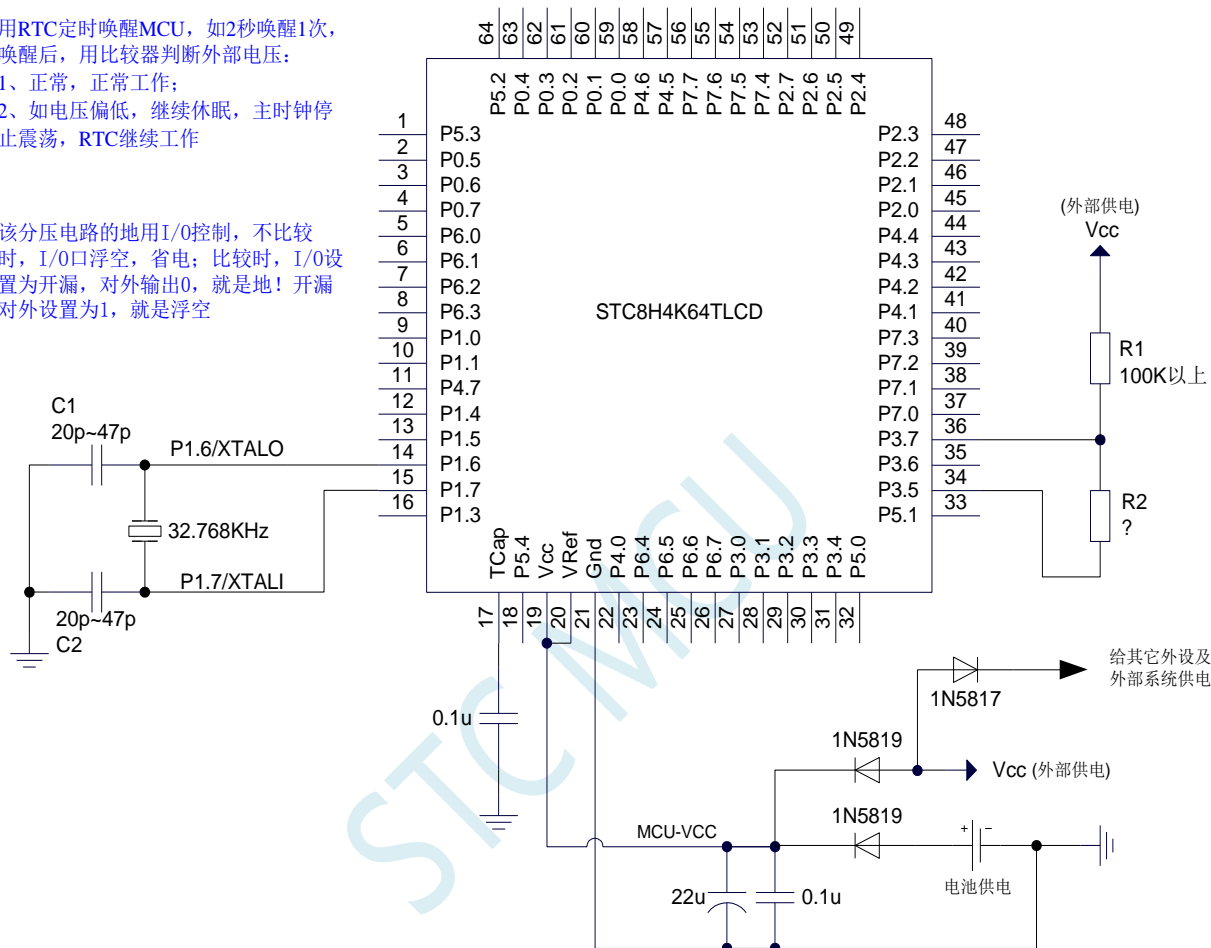 用RTC定时唤醒MCU，如2秒唤醒1次，
唤醒后，用比较器判断外部电压：
1、正常，正常工作；
2、如电压偏低，继续休眠，主时钟停
止震荡，RTC继续工作
该分压电路的地用I/O控制，不比较
时，I/O口浮空，省电；比较时，I/O设
置为开漏，对外输出0，就是地！开漏
对外设置为1，就是浮空
64 63 62 61 60 59 58 57 56 55 54 53 52 51 50 49
P5.2 P0.4 P0.3 P0.2 P0.1 P0.0 P4.6 P4.5 P7.7 P7.6 P7.5 P7.4 P2.7 P2.6 P2.5 P2.4
1 P5.3
2 P0.5
3 P0.6
4 P0.7
5 P6.0
6 P6.1
7 P6.2
8 P6.3
9 P1.0
10 P1.1
11 P4.7
12 P1.4
13 P1.5
14 P1.6
15 P1.7
16 P1.3
STC8H4K64TLCD
P2.3 48
P2.2 47
P2.1 46
P2.0 45
P4.4 44
P4.3 43
P4.2 42
P4.1 41
P7.3 40
P7.2 39
P7.1 38
P7.0 37
P3.7 36
P3.6 35
P3.5 34
P5.1 33
TCap P5.4 Vcc VRef Gnd P4.0 P6.4 P6.5 P6.6 P6.7 P3.0 P3.1 P3.2 P3.3 P3.4 P5.0
17 18 19 20 21 22 23 24 25 26 27 28 29 30 31 32
(外部供电)
Vcc
R1
100K以上
R2
?
C1
20p~47p
P1.6/XTALO
32.768KHz
P1.7/XTALI
20p~47p
C2
0.1u
给其它外设及
外部系统供电
1N5817
1N5819
Vcc (外部供电)
1N5819
MCU-VCC
+ −
电池供电
22u
0.1u
STC MCU